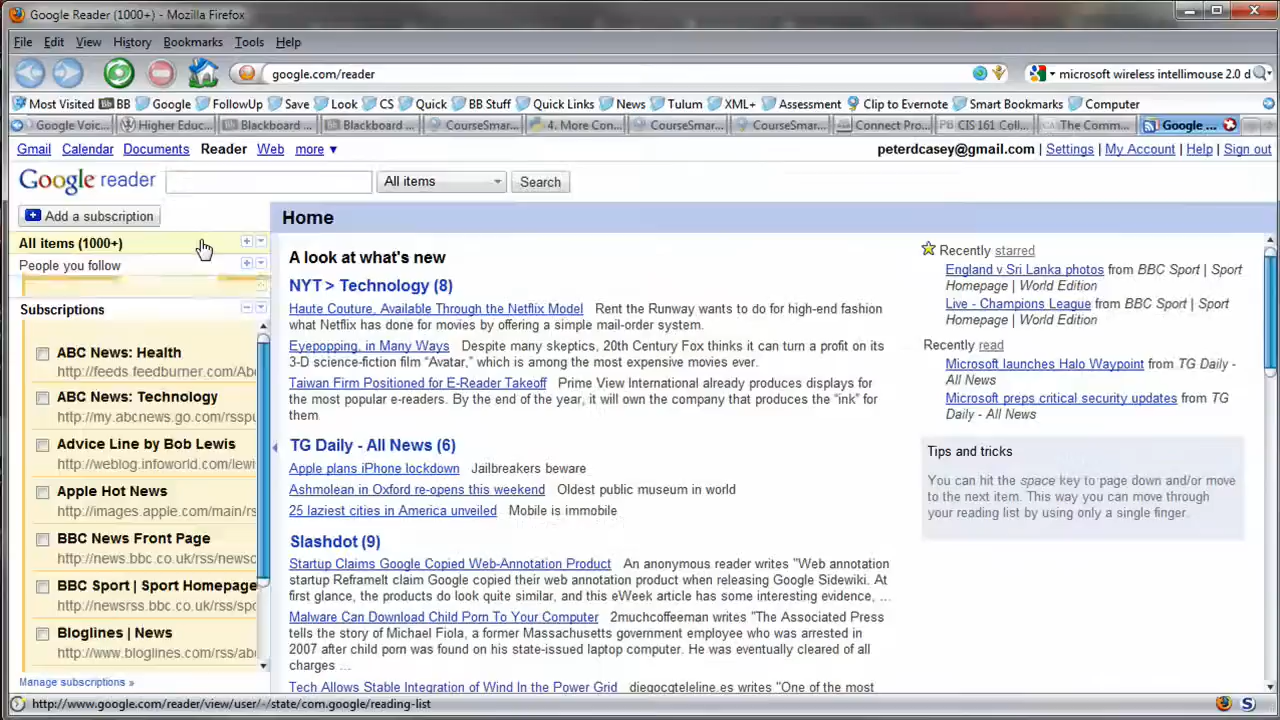 Google Reader (1000+) - Mozilla Firefox
File Edit View History Bookmarks Tools Help
google.com/reader
microsoft wireless intellimouse 2.0 d
Most Visited BB Google FollowUp Save Look CS Quick BB Stuff Quick Links News Tulum XML+ Assessment Clip to Evernote Smart Bookmarks Computer
Google Voic... Higher Educ... Blackboard ... Blackboard ... CourseSmar... 4. More Con... CourseSmar... CourseSmar... Connect Pro... CIS 161 Coll... The Comm... Google ...
Gmail Calendar Documents Reader Web more ▼
peterdcasey@gmail.com | Settings | My Account | Help | Sign out
Google reader
All items
Search
Add a subscription
All items (1000+)
People you follow
Subscriptions
ABC News: Health
http://feeds.feedburner.com/Ab
ABC News: Technology
http://my.abcnews.go.com/rsspu
Advice Line by Bob Lewis
http://weblog.infoworld.com/lewi
Apple Hot News
http://images.apple.com/main/rs
BBC News Front Page
http://news.bbc.co.uk/rss/newso
BBC Sport | Sport Homepage
http://newsrss.bbc.co.uk/rss/spo
Bloglines | News
http://www.bloglines.com/rss/abo
Manage subscriptions »
Home
A look at what's new
NYT > Technology (8)
Haute Couture, Available Through the Netflix Model Rent the Runway wants to do for high-end fashion
what Netflix has done for movies by offering a simple mail-order system.
Eyepopping, in Many Ways Despite many skeptics, 20th Century Fox thinks it can turn a profit on its
3-D science-fiction film "Avatar," which is among the most expensive movies ever.
Taiwan Firm Positioned for E-Reader Takeoff Prime View International already produces displays for
the most popular e-readers. By the end of the year, it will own the company that produces the "ink" for
them.
TG Daily - All News (6)
Apple plans iPhone lockdown Jailbreakers beware
Ashmolean in Oxford re-opens this weekend Oldest public museum in world
25 laziest cities in America unveiled Mobile is immobile
Slashdot (9)
Startup Claims Google Copied Web-Annotation Product An anonymous reader writes "Web annotation
startup ReframeIt claim Google copied their web annotation product when releasing Google Sidewiki. At
first glance, the products do look quite similar, and this eWeek article has some interesting evidence, ...
Malware Can Download Child Porn To Your Computer 2muchcoffeeman writes "The Associated Press
tells the story of Michael Fiola, a former Massachusetts government employee who was arrested in
2007 after child porn was found on his state-issued laptop computer. He was eventually cleared of all
charges ...
Tech Allows Stable Integration of Wind In the Power Grid diegocgteleline.es writes "One of the most
Recently starred
England v Sri Lanka photos from BBC Sport | Sport
Homepage | World Edition
Live - Champions League from BBC Sport | Sport
Homepage | World Edition
Recently read
Microsoft launches Halo Waypoint from TG Daily -
All News
Microsoft preps critical security updates from TG
Daily - All News
Tips and tricks
You can hit the space key to page down and/or move
to the next item. This way you can move through
your reading list by using only a single finger.
http://www.google.com/reader/view/user/-/state/com.google/reading-list